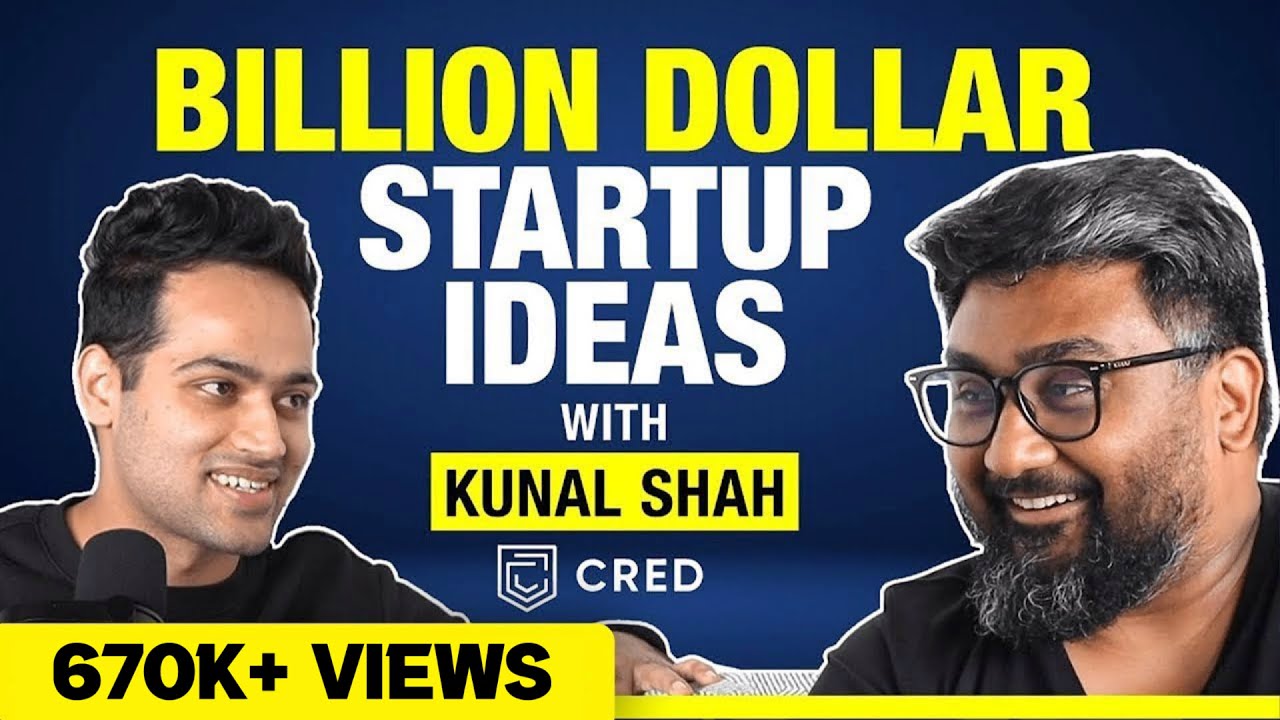 BILLION DOLLAR
STARTUP
IDEAS
WITH
KUNAL SHAH
CRED
670K+ VIEWS